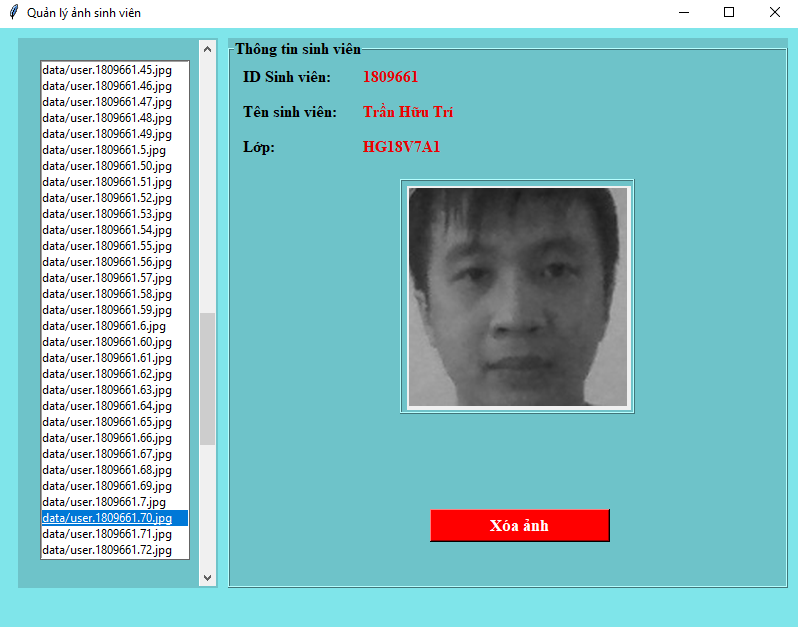 Quản lý ảnh sinh viên
data/user.1809661.45.jpg
data/user.1809661.46.jpg
data/user.1809661.47.jpg
data/user.1809661.48.jpg
data/user.1809661.49.jpg
data/user.1809661.5.jpg
data/user.1809661.50.jpg
data/user.1809661.51.jpg
data/user.1809661.52.jpg
data/user.1809661.53.jpg
data/user.1809661.54.jpg
data/user.1809661.55.jpg
data/user.1809661.56.jpg
data/user.1809661.57.jpg
data/user.1809661.58.jpg
data/user.1809661.59.jpg
data/user.1809661.6.jpg
data/user.1809661.60.jpg
data/user.1809661.61.jpg
data/user.1809661.62.jpg
data/user.1809661.63.jpg
data/user.1809661.64.jpg
data/user.1809661.65.jpg
data/user.1809661.66.jpg
data/user.1809661.67.jpg
data/user.1809661.68.jpg
data/user.1809661.69.jpg
data/user.1809661.7.jpg
data/user.1809661.70.jpg
data/user.1809661.71.jpg
data/user.1809661.72.jpg
Thông tin sinh viên
ID Sinh viên: 1809661
Tên sinh viên: Trần Hữu Trí
Lớp: HG18V7A1
Xóa ảnh